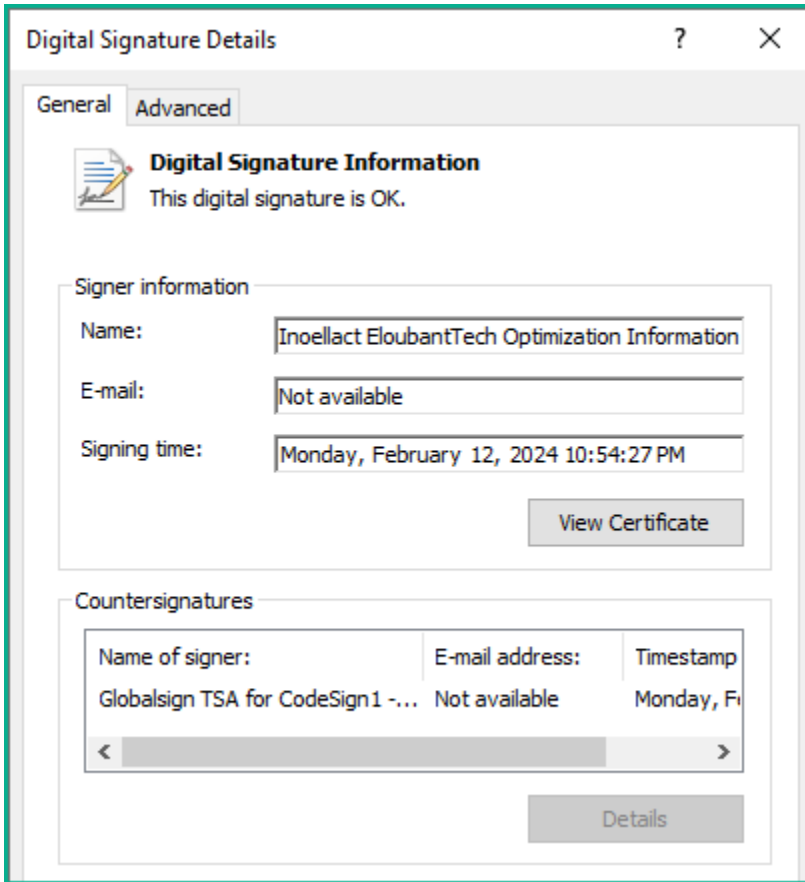 Digital Signature Details ?
General Advanced
Digital Signature Information
This digital signature is OK.
Signer information
Name: Inoellact EloubantTech Optimization Information
E-mail: Not available
Signing time: Monday, February 12, 2024 10:54:27 PM
View Certificate
Countersignatures
Name of signer: E-mail address: Timestamp
Globalsign TSA for CodeSign1 -... Not available Monday,
Details